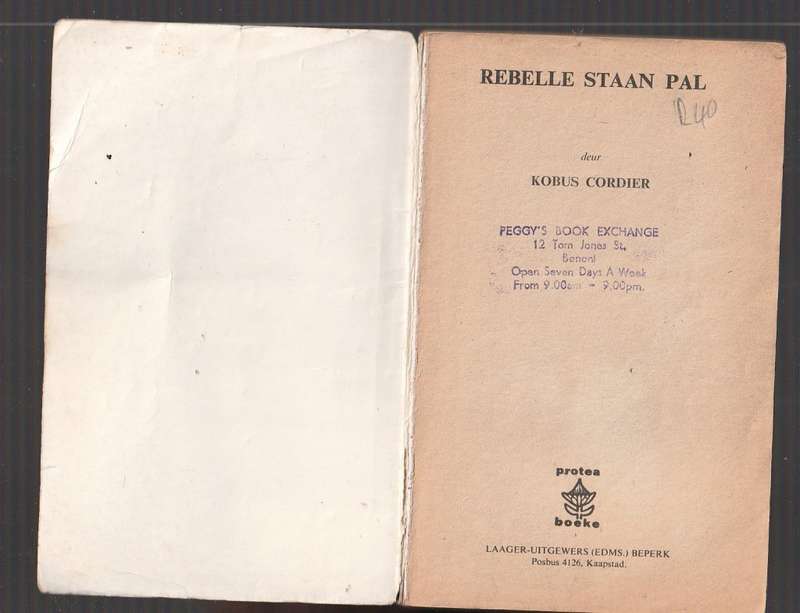 REBELLE STAAN PAL
R40
deur
KOBUS CORDIER
PEGGY'S BOOK EXCHANGE
12 Tom Jones St,
Benoni
Open Seven Days A Week
From 9.00am - 9.00pm.
protea
boeke
LAAGER-UITGEWERS (EDMS.) BEPERK
Posbus 4126, Kaapstad.